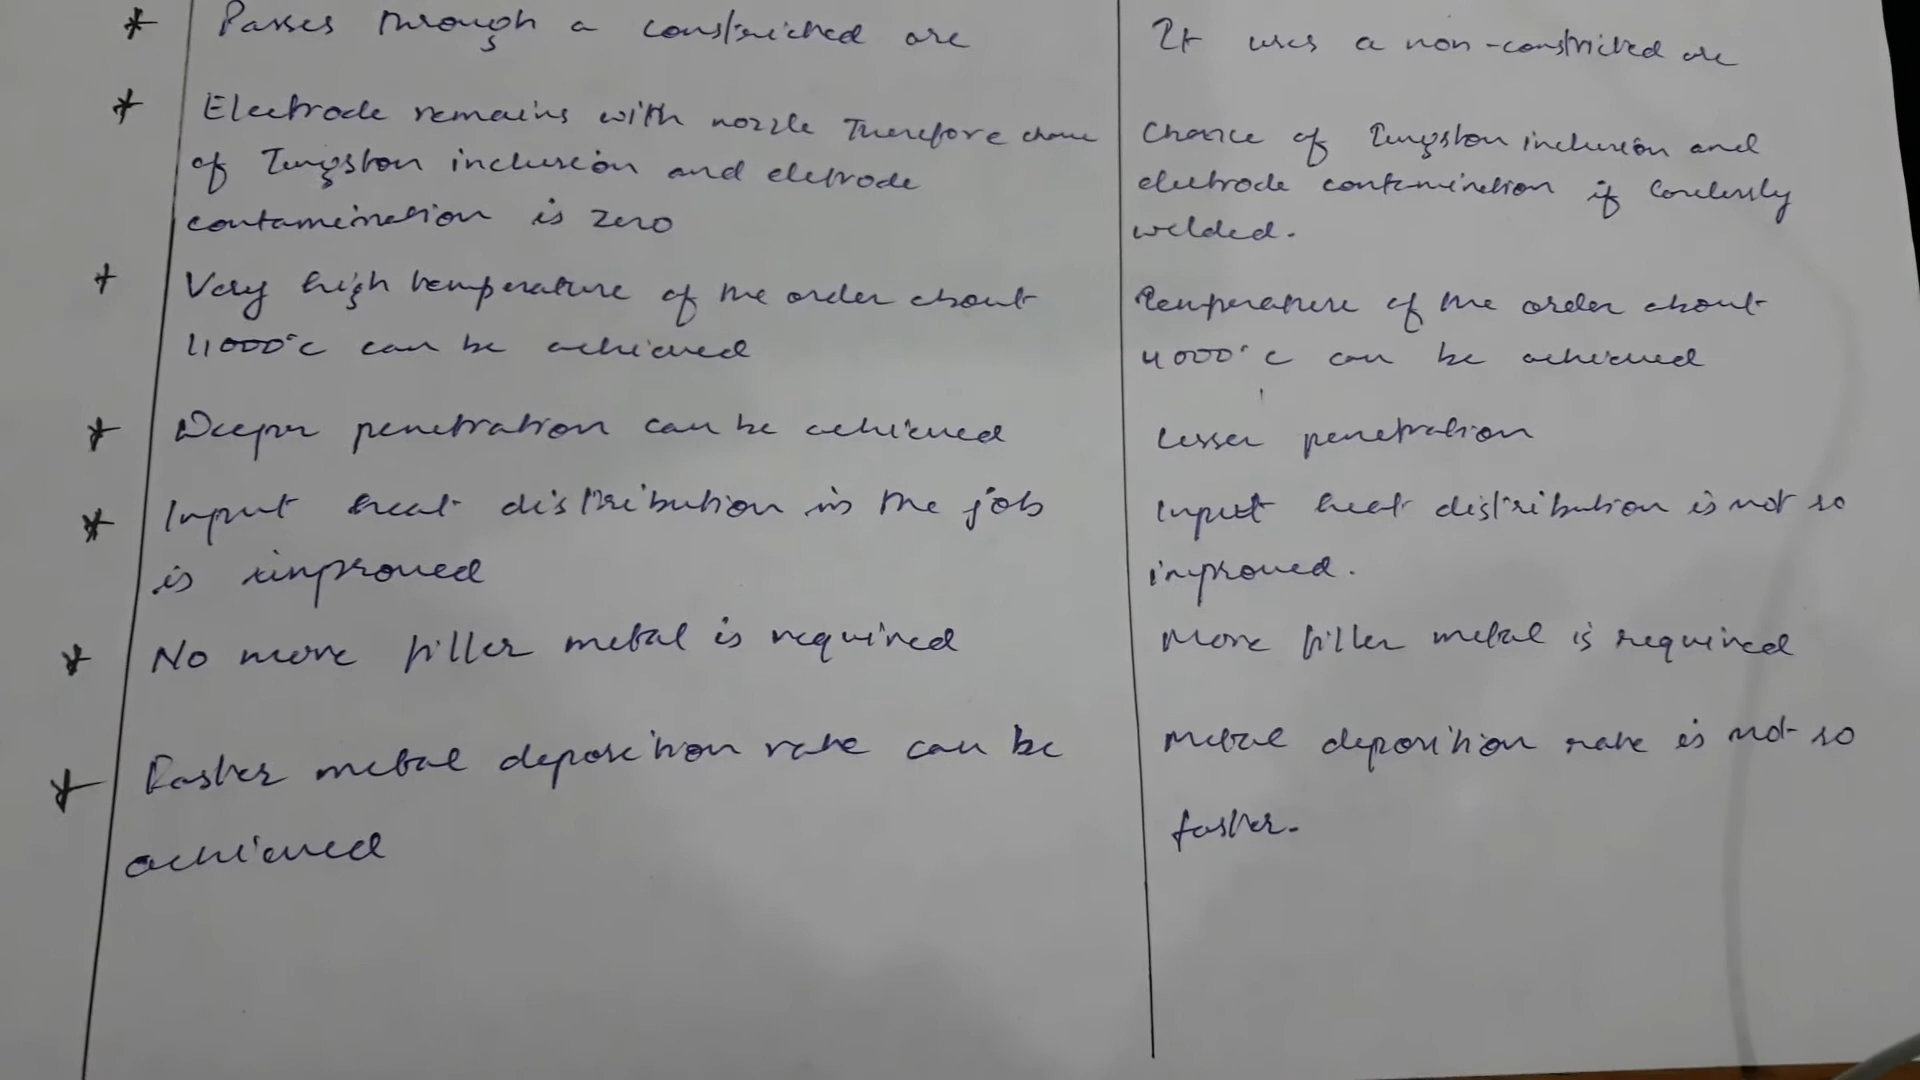 * Passes through a constricted arc
It uses a non-constricted arc
* Electrode remains with nozzle Therefore chance
of Tungston inclusion and eletrode
contamination is zero
Chance of Tungston inclusion and
electrode contamination if Carelessly
welded.
* Very high temperature of the order about
11000°C can be achieved
Temperature of the order about
4000°C can be achieved
* Deeper penetration can be achieved
Lesser penetration
* Input heat distribution in the job
is improved
Input heat distribution is not so
improved.
* No more filler metal is required
More filler metal is required
* Faster metal deposition rate can be
achieved
Metal deposition rate is not so
faster.